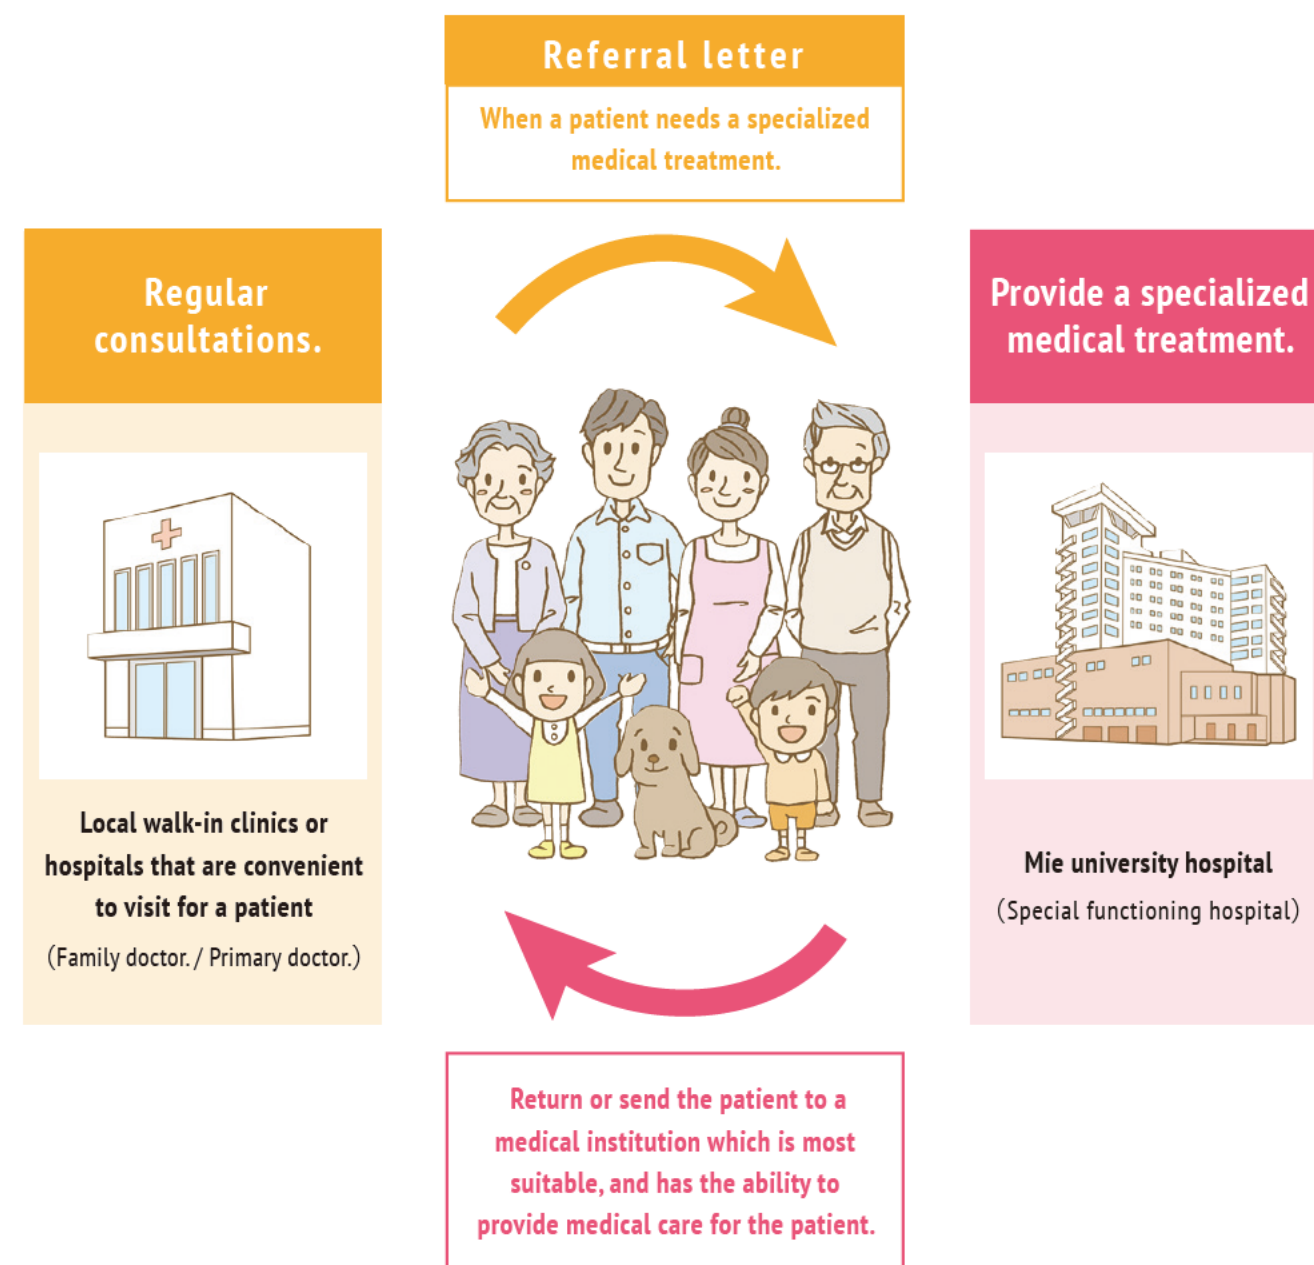 Referral letter
When a patient needs a specialized
medical treatment.
Regular
consultations.
Local walk-in clinics or
hospitals that are convenient
to visit for a patient
(Family doctor. / Primary doctor.)
Provide a specialized
medical treatment.
Mie university hospital
(Special functioning hospital)
Return or send the patient to a
medical institution which is most
suitable, and has the ability to
provide medical care for the patient.